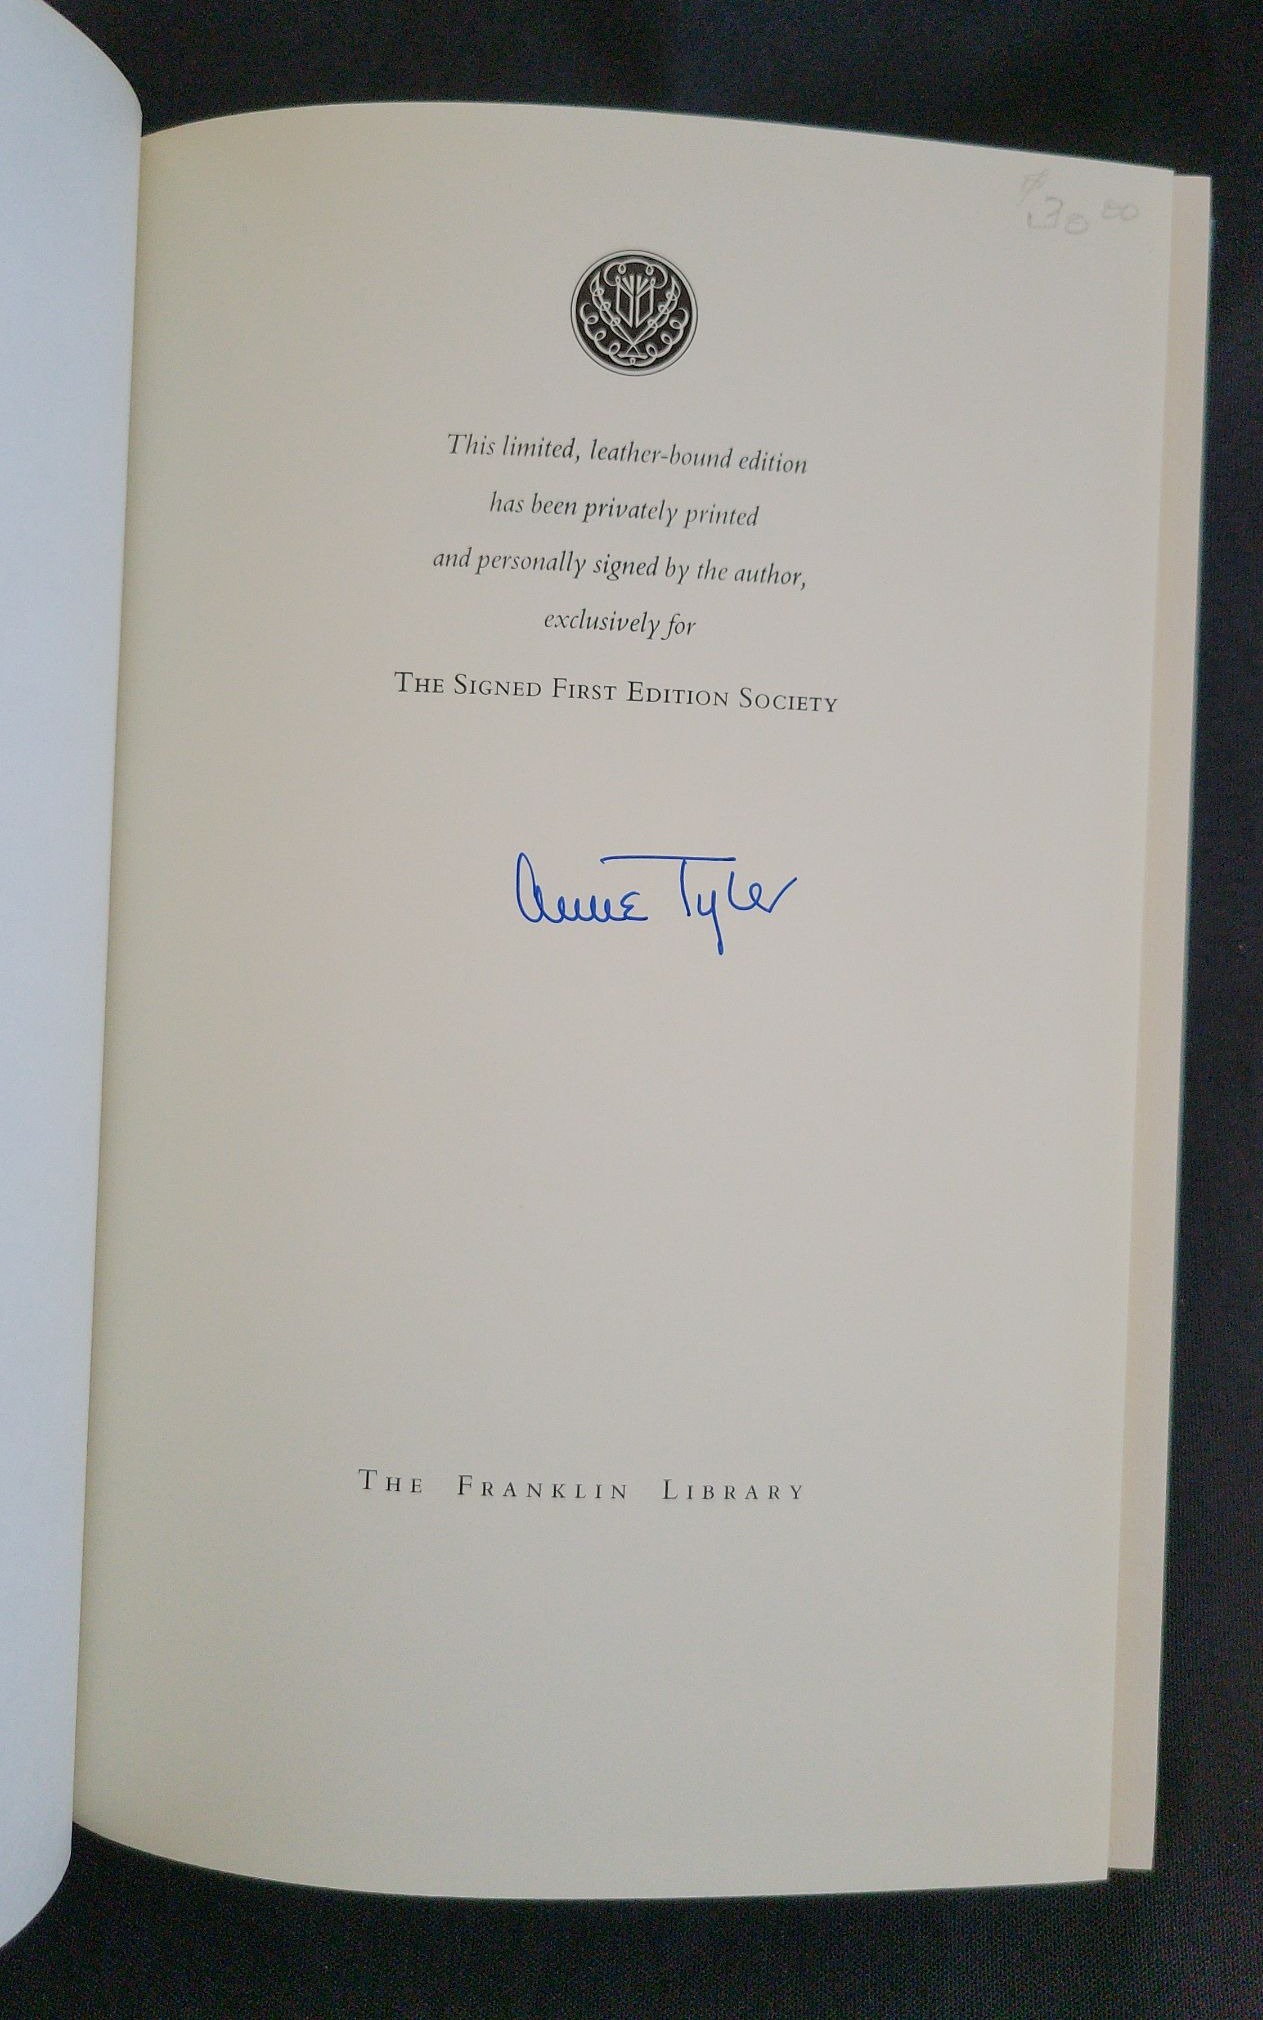 $30.00
This limited, leather-bound edition
has been privately printed
and personally signed by the author,
exclusively for
THE SIGNED FIRST EDITION SOCIETY
Anne Tyler
THE FRANKLIN LIBRARY